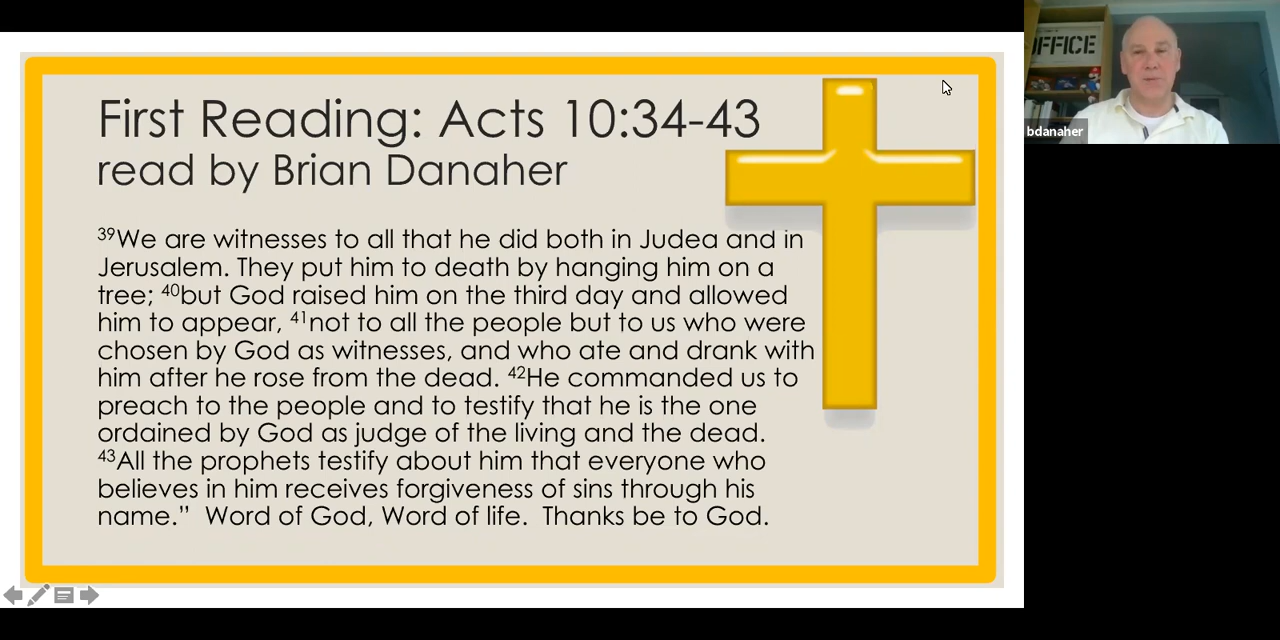 First Reading: Acts 10:34-43
read by Brian Danaher
³⁹We are witnesses to all that he did both in Judea and in
Jerusalem. They put him to death by hanging him on a
tree; ⁴⁰but God raised him on the third day and allowed
him to appear, ⁴¹not to all the people but to us who were
chosen by God as witnesses, and who ate and drank with
him after he rose from the dead. ⁴²He commanded us to
preach to the people and to testify that he is the one
ordained by God as judge of the living and the dead.
⁴³All the prophets testify about him that everyone who
believes in him receives forgiveness of sins through his
name.”  Word of God, Word of life.  Thanks be to God.
OFFICE
bdanaher